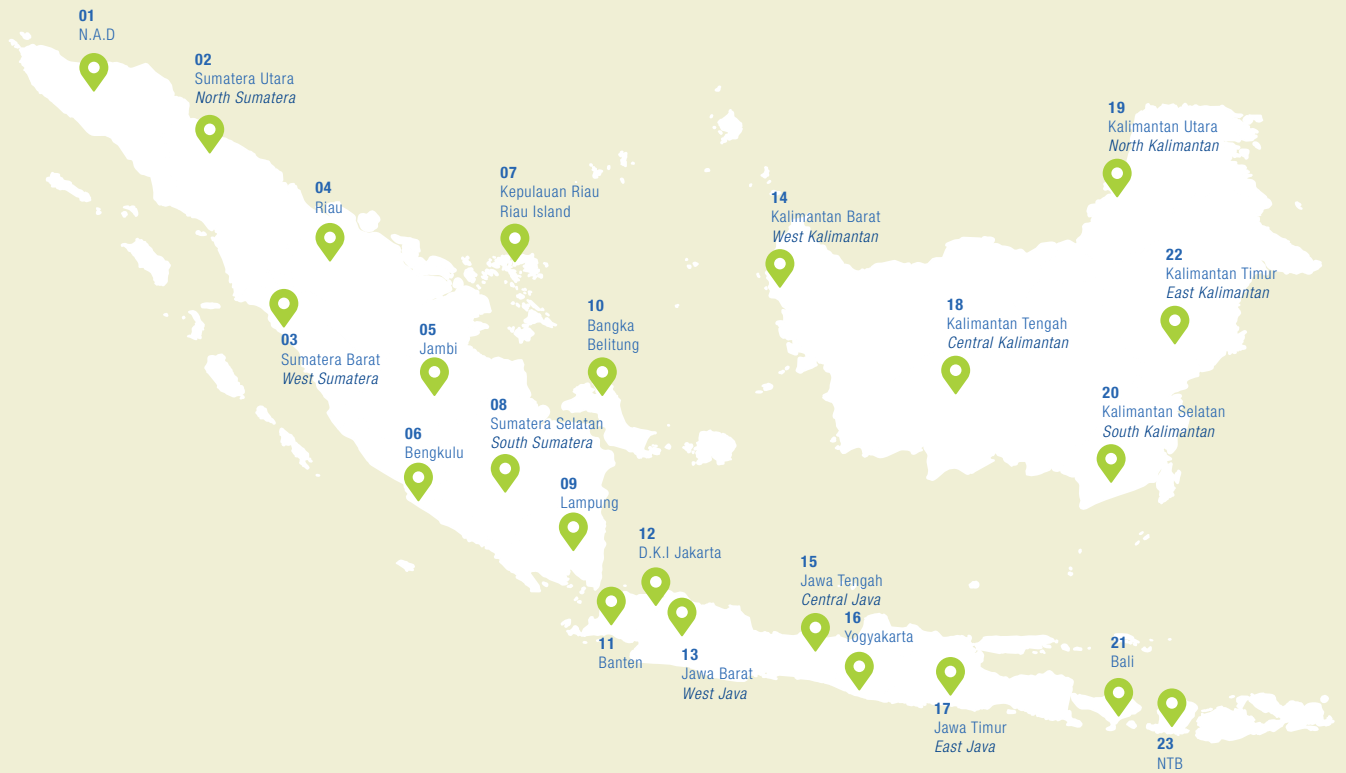 01
N.A.D
02
Sumatera Utara
North Sumatera
03
Sumatera Barat
West Sumatera
04
Riau
05
Jambi
06
Bengkulu
07
Kepulauan Riau
Riau Island
08
Sumatera Selatan
South Sumatera
09
Lampung
10
Bangka
Belitung
11
Banten
12
D.K.I Jakarta
13
Jawa Barat
West Java
14
Kalimantan Barat
West Kalimantan
15
Jawa Tengah
Central Java
16
Yogyakarta
17
Jawa Timur
East Java
18
Kalimantan Tengah
Central Kalimantan
19
Kalimantan Utara
North Kalimantan
20
Kalimantan Selatan
South Kalimantan
21
Bali
22
Kalimantan Timur
East Kalimantan
23
NTB